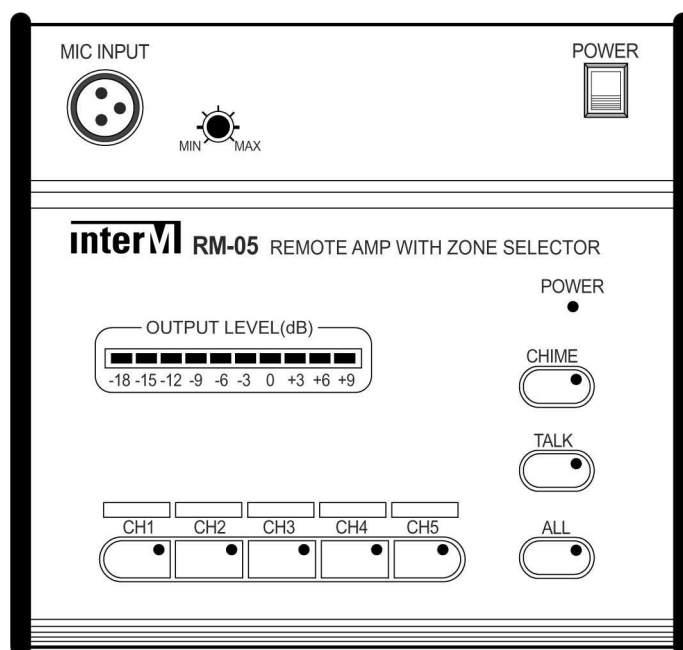 MIC INPUT
POWER
MIN MAX
interM RM-05 REMOTE AMP WITH ZONE SELECTOR
POWER
OUTPUT LEVEL(dB)
-18 -15 -12 -9 -6 -3 0 +3 +6 +9
CHIME
TALK
CH1 CH2 CH3 CH4 CH5
ALL